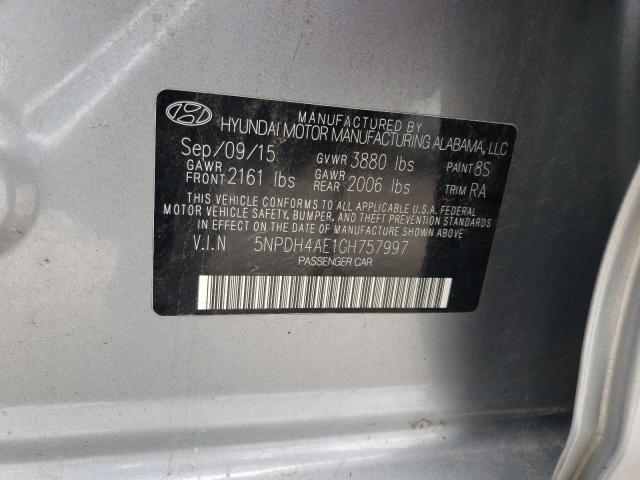 MANUFACTURED BY
HYUNDAI MOTOR MANUFACTURING ALABAMA, LLC
Sep/09/15 GVWR 3880 lbs PAINT 8S
GAWR FRONT 2161 lbs GAWR REAR 2006 lbs TRIM RA
THIS VEHICLE CONFORMS TO ALL APPLICABLE U.S.A. FEDERAL
MOTOR VEHICLE SAFETY, BUMPER, AND THEFT PREVENTION STANDARDS
IN EFFECT ON THE DATE OF MANUFACTURE SHOWN ABOVE.
V.I.N 5NPDH4AE1GH757997
PASSENGER CAR